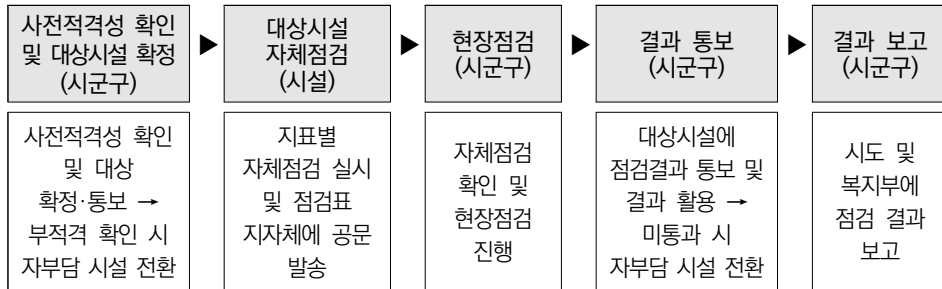 사전적격성 확인
및 대상시설 확정
(시군구)
▶
대상시설
자체점검
(시설)
▶
현장점검
(시군구)
▶
결과 통보
(시군구)
▶
결과 보고
(시군구)
사전적격성 확인
및 대상
확정·통보 →
부적격 확인 시
자부담 시설 전환
지표별
자체점검 실시
및 점검표
지자체에 공문
발송
자체점검
확인 및
현장점검
진행
대상시설에
점검결과 통보 및
결과 활용 →
미통과 시
자부담 시설 전환
시도 및
복지부에
점검 결과
보고